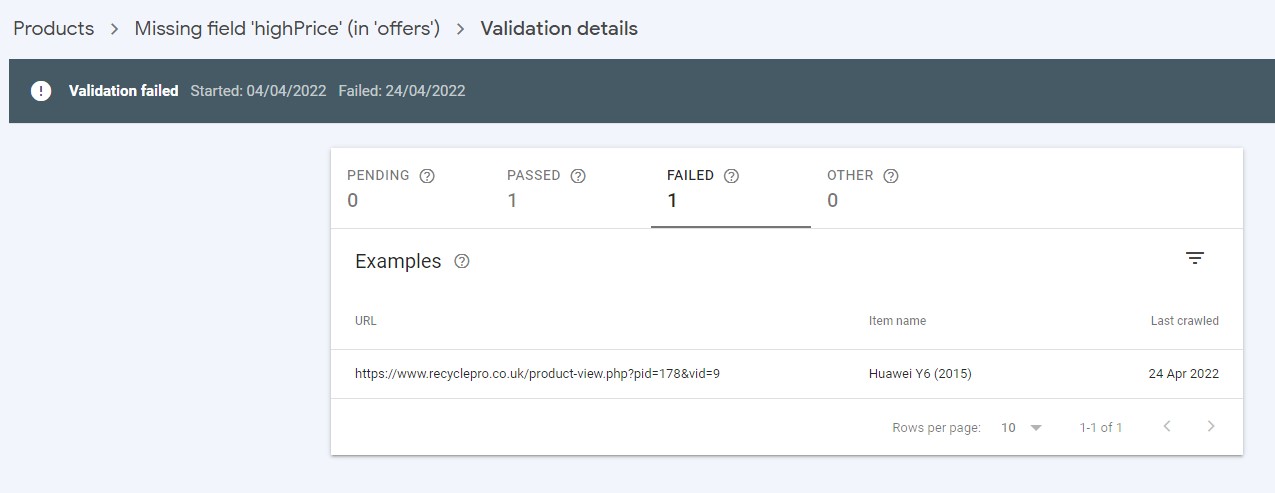 Products > Missing field 'highPrice' (in 'offers') > Validation details
Validation failed Started: 04/04/2022 Failed: 24/04/2022
PENDING PASSED FAILED OTHER
0 1 1 0
Examples
URL Item name Last crawled
https://www.recyclepro.co.uk/product-view.php?pid=178&vid=9 Huawei Y6 (2015) 24 Apr 2022
Rows per page: 10 1-1 of 1